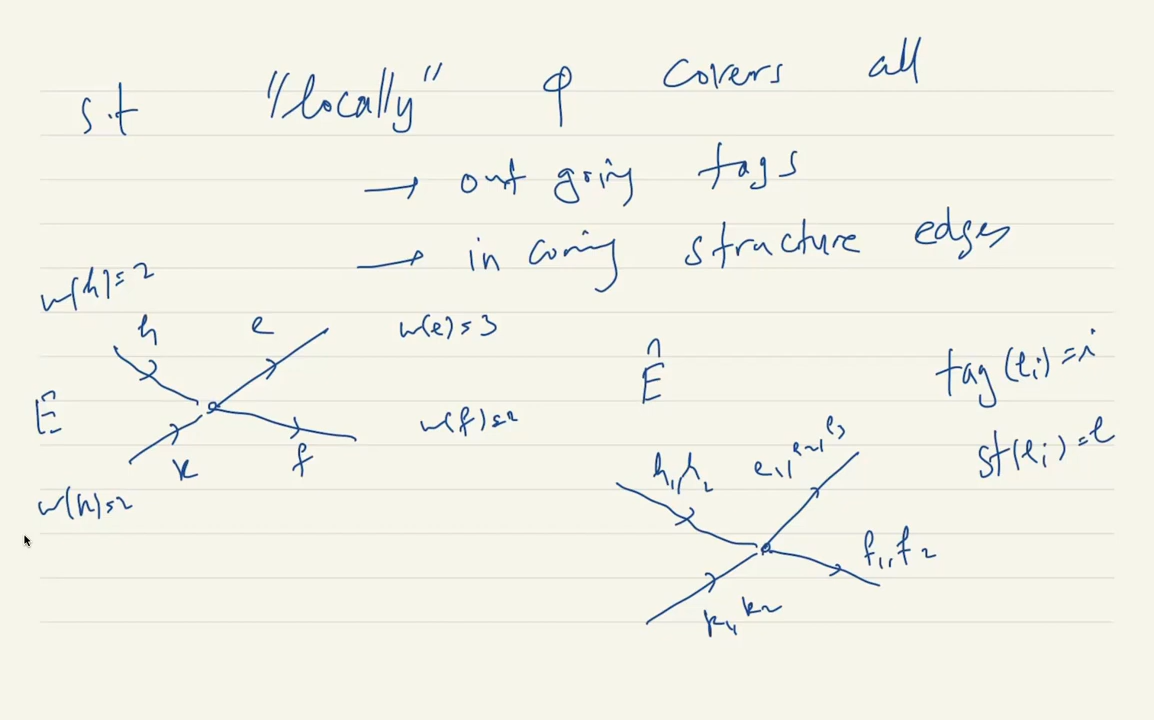 s.t "locally" φ covers all
→ out going tags
→ in coming structure edges
w(h)=2
h e w(e)=3
Ê tag(ei)=i
Ê w(f)=2
k f st(ei)=e
h1,h2 e1,e2,e3
w(k)=2
f1,f2
k1,k2